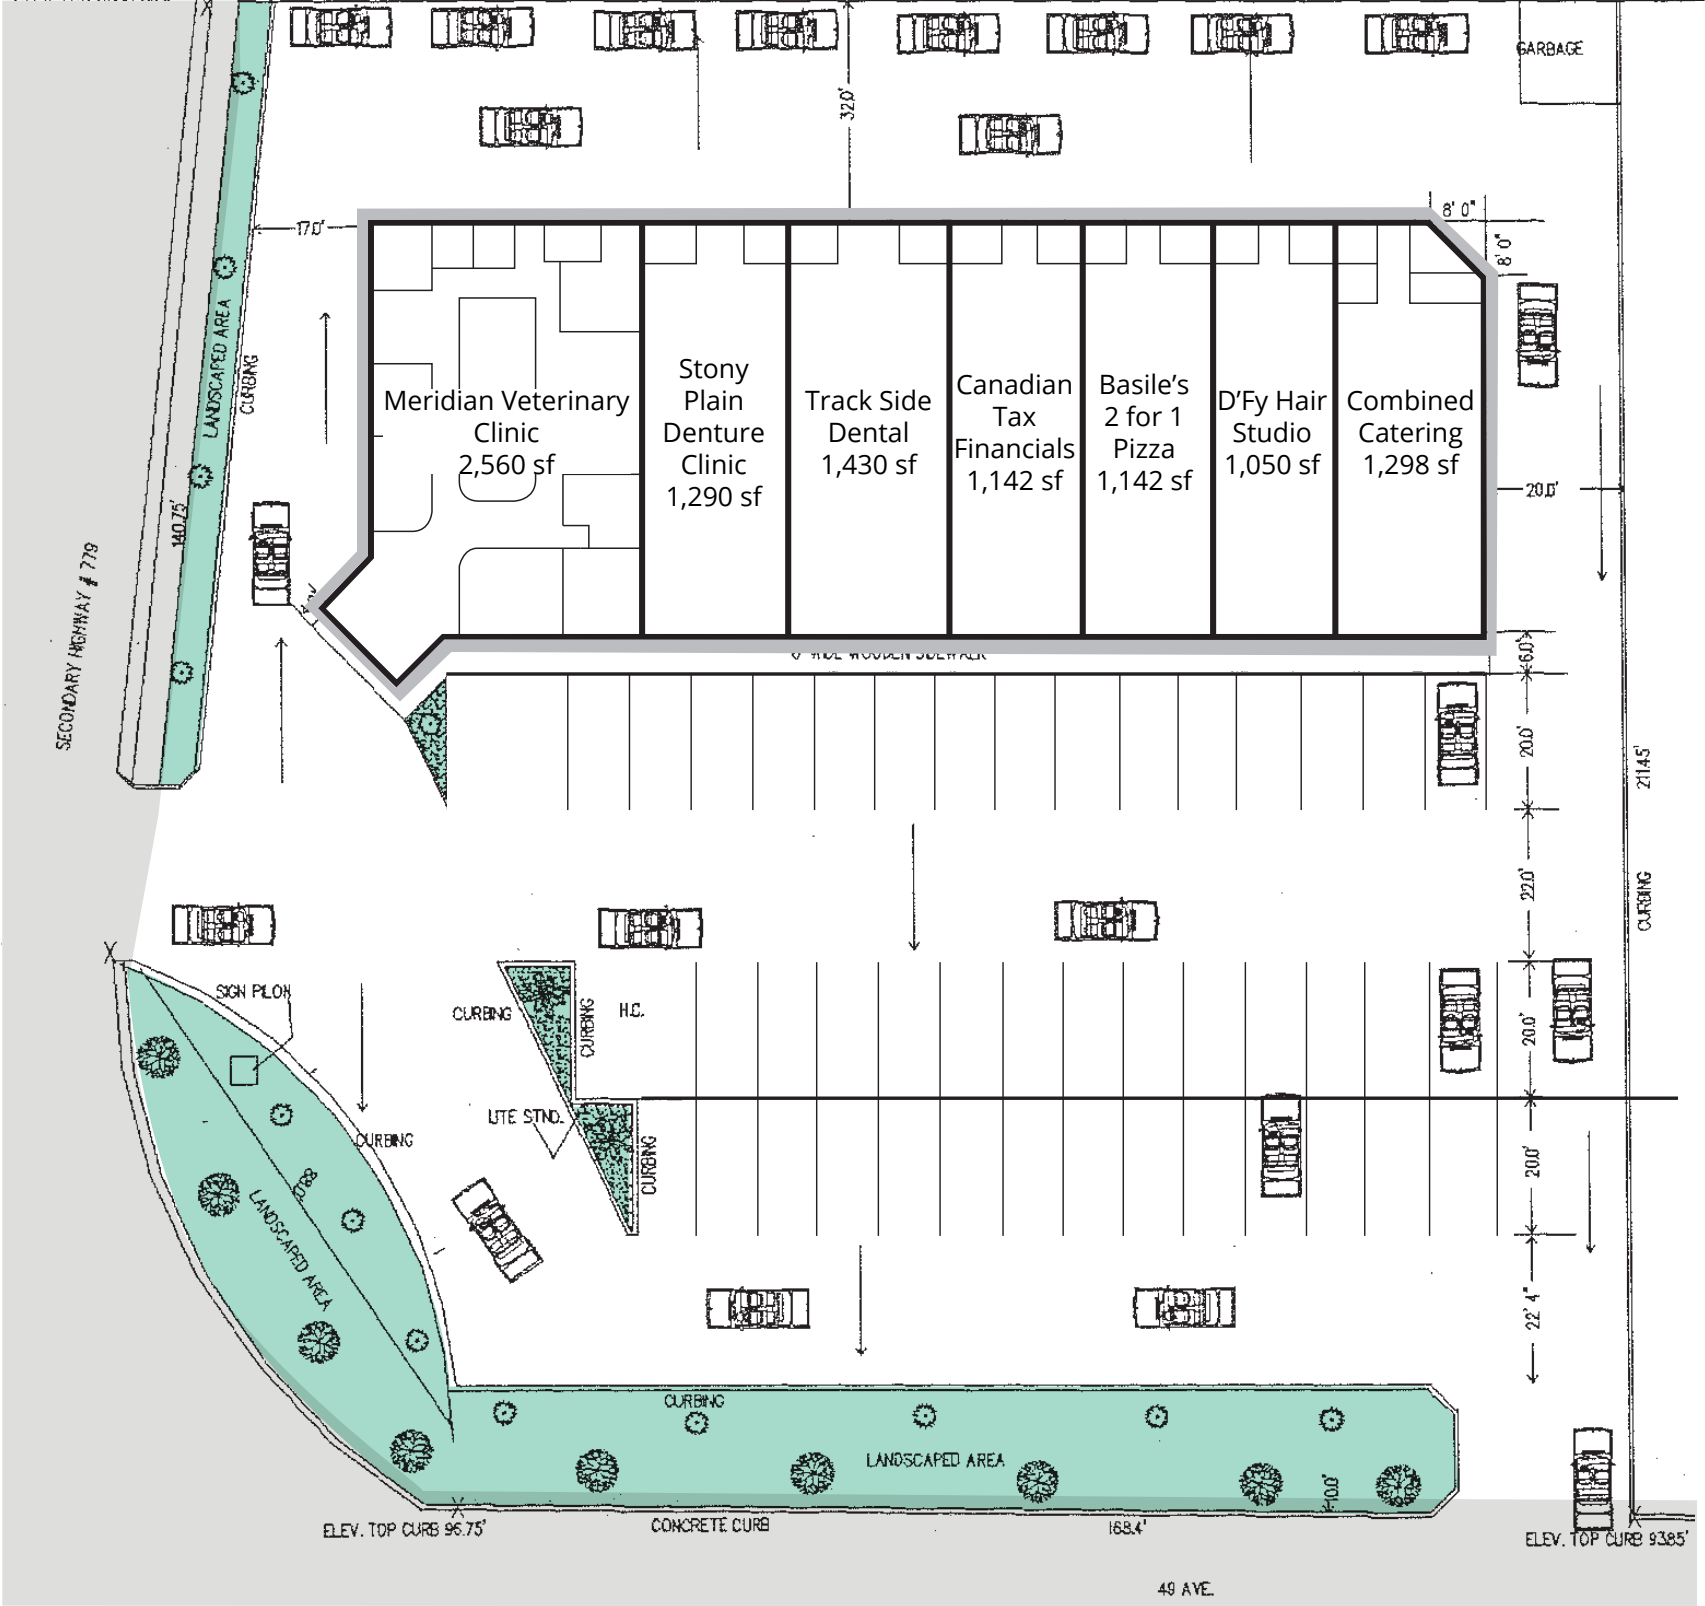 GARBAGE
32.0'
8' 0"
17.0'
8' 0"
LANDSCAPED AREA
CURBING
140.75'
SECONDARY HIGHWAY # 779
Meridian Veterinary
Clinic
2,560 sf
Stony
Plain
Denture
Clinic
1,290 sf
Track Side
Dental
1,430 sf
Canadian
Tax
Financials
1,142 sf
Basile's
2 for 1
Pizza
1,142 sf
D'Fy Hair
Studio
1,050 sf
Combined
Catering
1,298 sf
20.0'
6.0'
20.0'
211.45'
22.0'
CURBING
SIGN PILON
CURBING
CURBING
H.C.
20.0'
LITE STND.
CURBING
CURBING
20.0'
88.0'
LANDSCAPED AREA
22' 4"
CURBING
LANDSCAPED AREA
10.0'
ELEV. TOP CURB 96.75'
CONCRETE CURB
168.4'
ELEV. TOP CURB 93.85'
49 AVE.